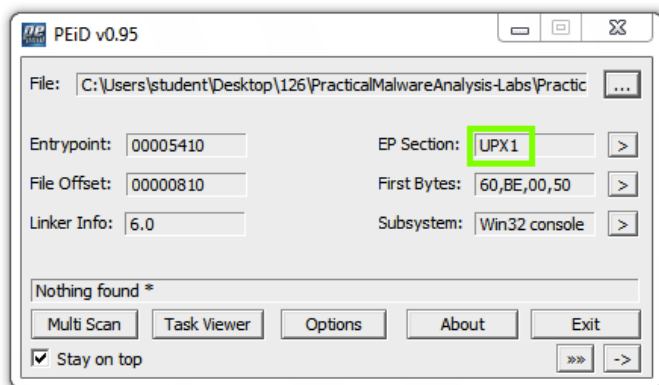 PEiD v0.95
File: C:\Users\student\Desktop\126\PracticalMalwareAnalysis-Labs\Practic ...
Entrypoint: 00005410 EP Section: UPX1 >
File Offset: 00000810 First Bytes: 60,BE,00,50 >
Linker Info: 6.0 Subsystem: Win32 console >
Nothing found *
Multi Scan Task Viewer Options About Exit
Stay on top »» ->